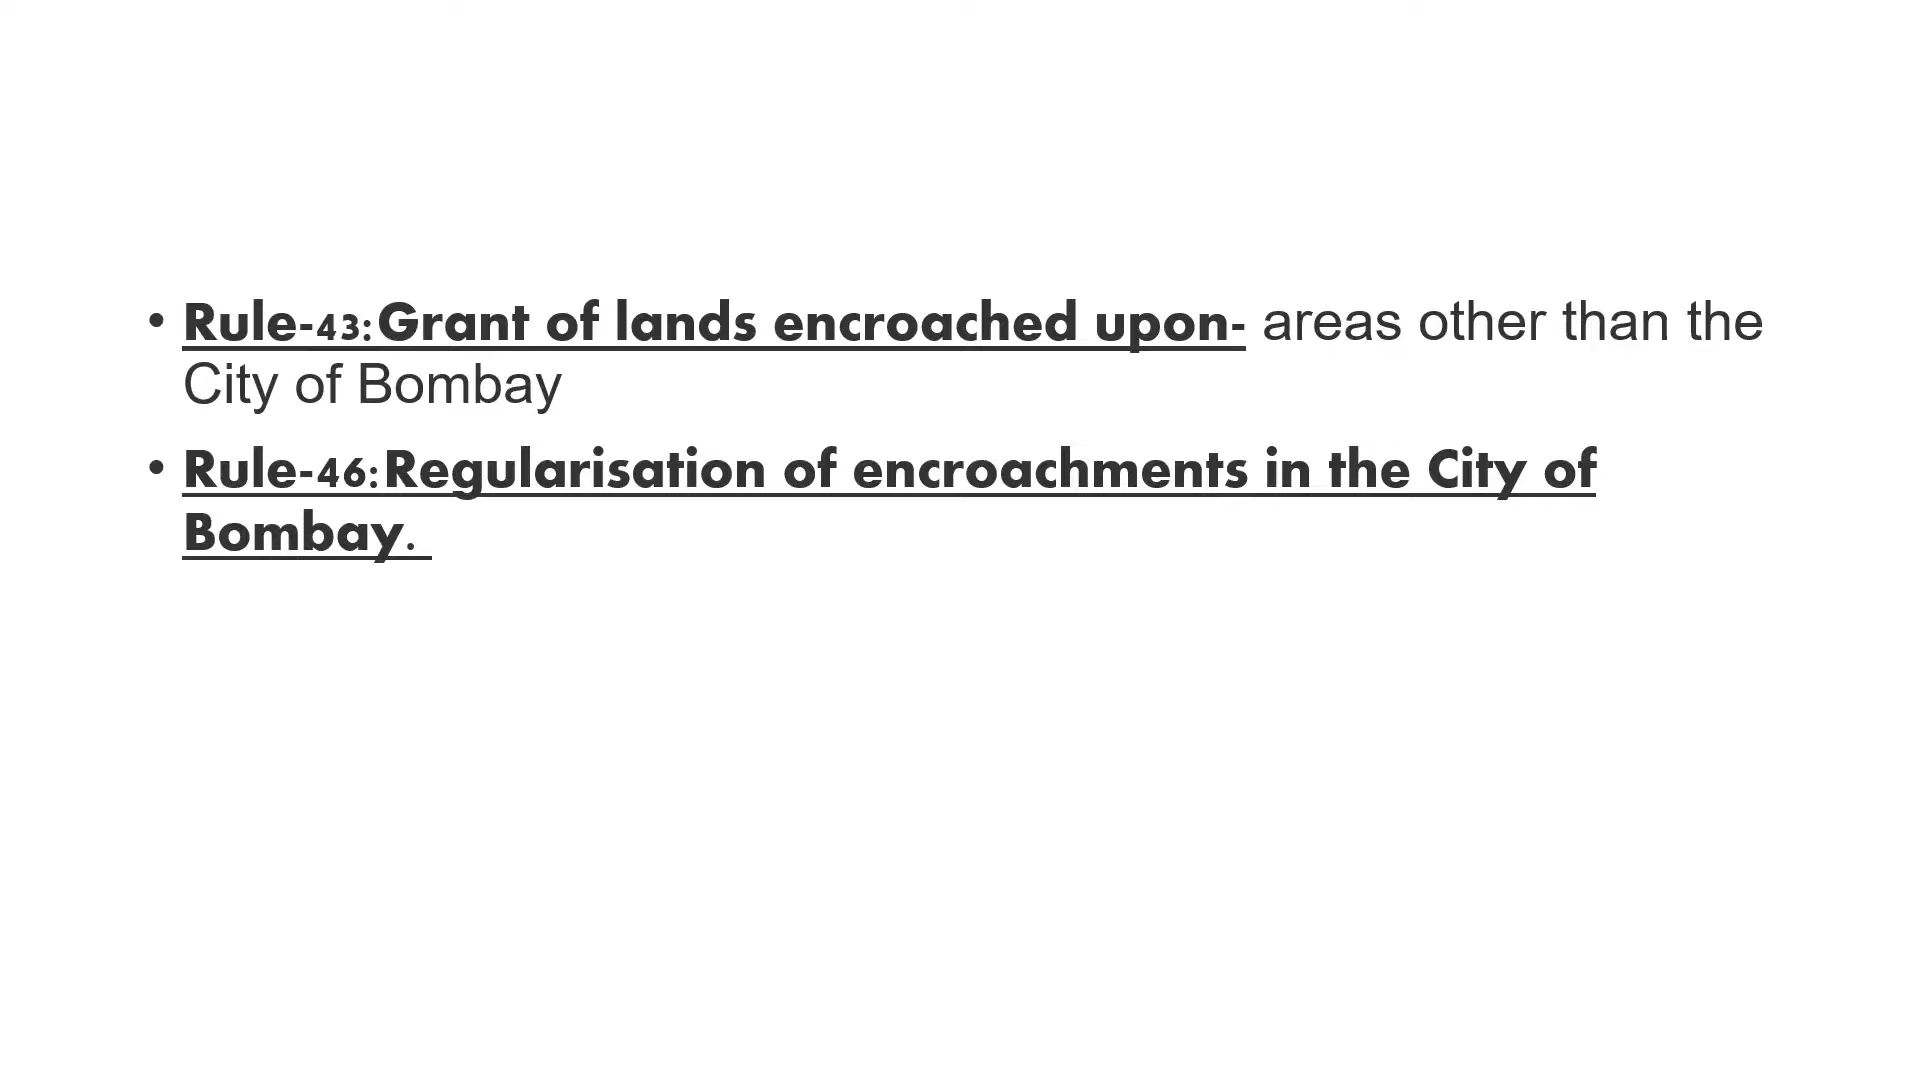 • Rule-43:Grant of lands encroached upon- areas other than the
City of Bombay
• Rule-46:Regularisation of encroachments in the City of
Bombay.